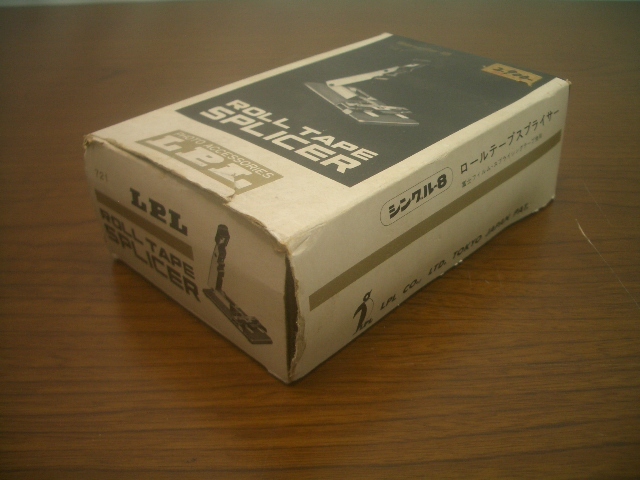 ROLL TAPE
SPLICER
PHOTO ACCESSORIES
L.P.L.
LPL
ROLL TAPE
SPLICER
シングル-8
ロールテープスプライサー
LPL CO., LTD. TOKYO JAPAN